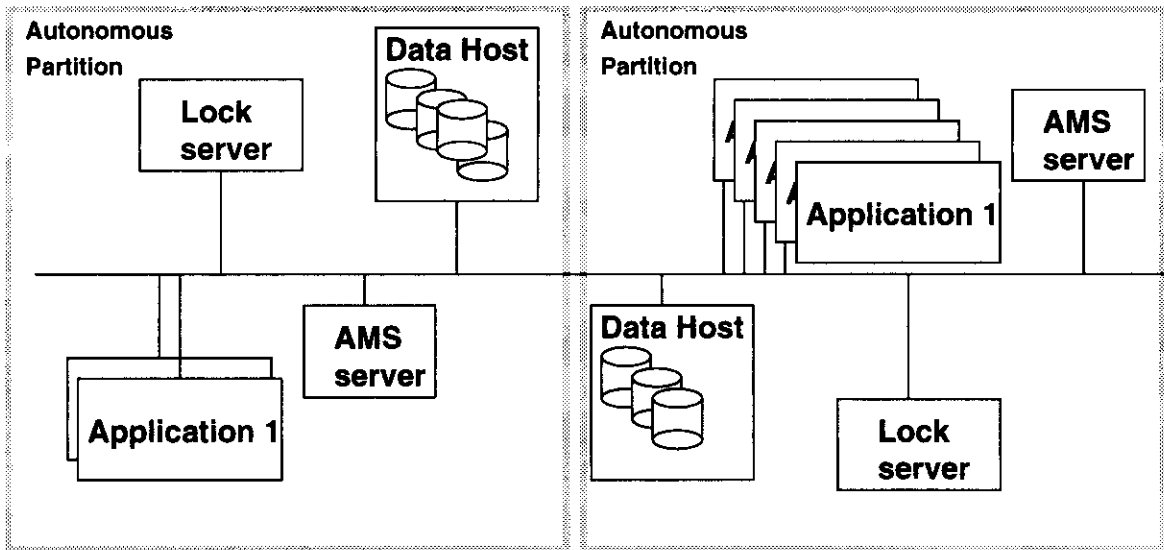 Autonomous
Partition
Data Host
Lock
server
AMS
server
Application 1
Autonomous
Partition
A
A
A
A
Application 1
AMS
server
Data Host
Lock
server